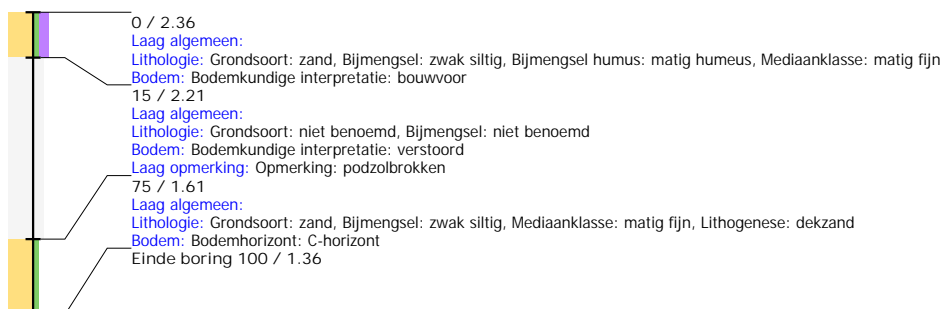 0 / 2.36
Laag algemeen:
Lithologie: Grondsoort: zand, Bijmengsel: zwak siltig, Bijmengsel humus: matig humeus, Mediaanklasse: matig fijn
Bodem: Bodemkundige interpretatie: bouwvoor
15 / 2.21
Laag algemeen:
Lithologie: Grondsoort: niet benoemd, Bijmengsel: niet benoemd
Bodem: Bodemkundige interpretatie: verstoord
Laag opmerking: Opmerking: podzolbrokken
75 / 1.61
Laag algemeen:
Lithologie: Grondsoort: zand, Bijmengsel: zwak siltig, Mediaanklasse: matig fijn, Lithogenese: dekzand
Bodem: Bodemhorizont: C-horizont
Einde boring 100 / 1.36